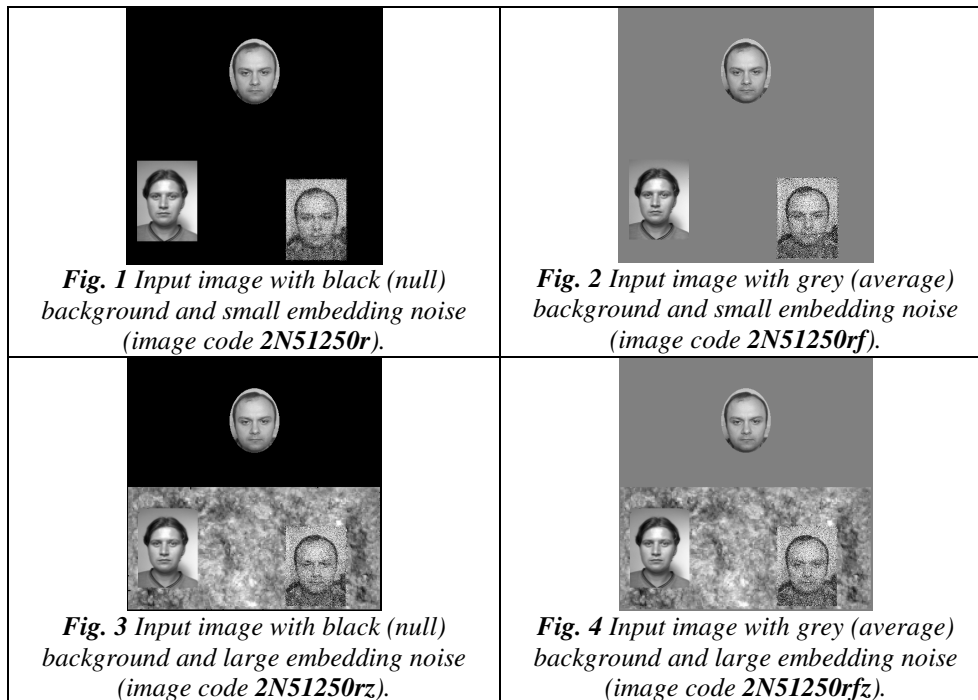 Fig. 1 Input image with black (null)
background and small embedding noise
(image code 2N51250r).
Fig. 2 Input image with grey (average)
background and small embedding noise
(image code 2N51250rf).
Fig. 3 Input image with black (null)
background and large embedding noise
(image code 2N51250rz).
Fig. 4 Input image with grey (average)
background and large embedding noise
(image code 2N51250rfz).